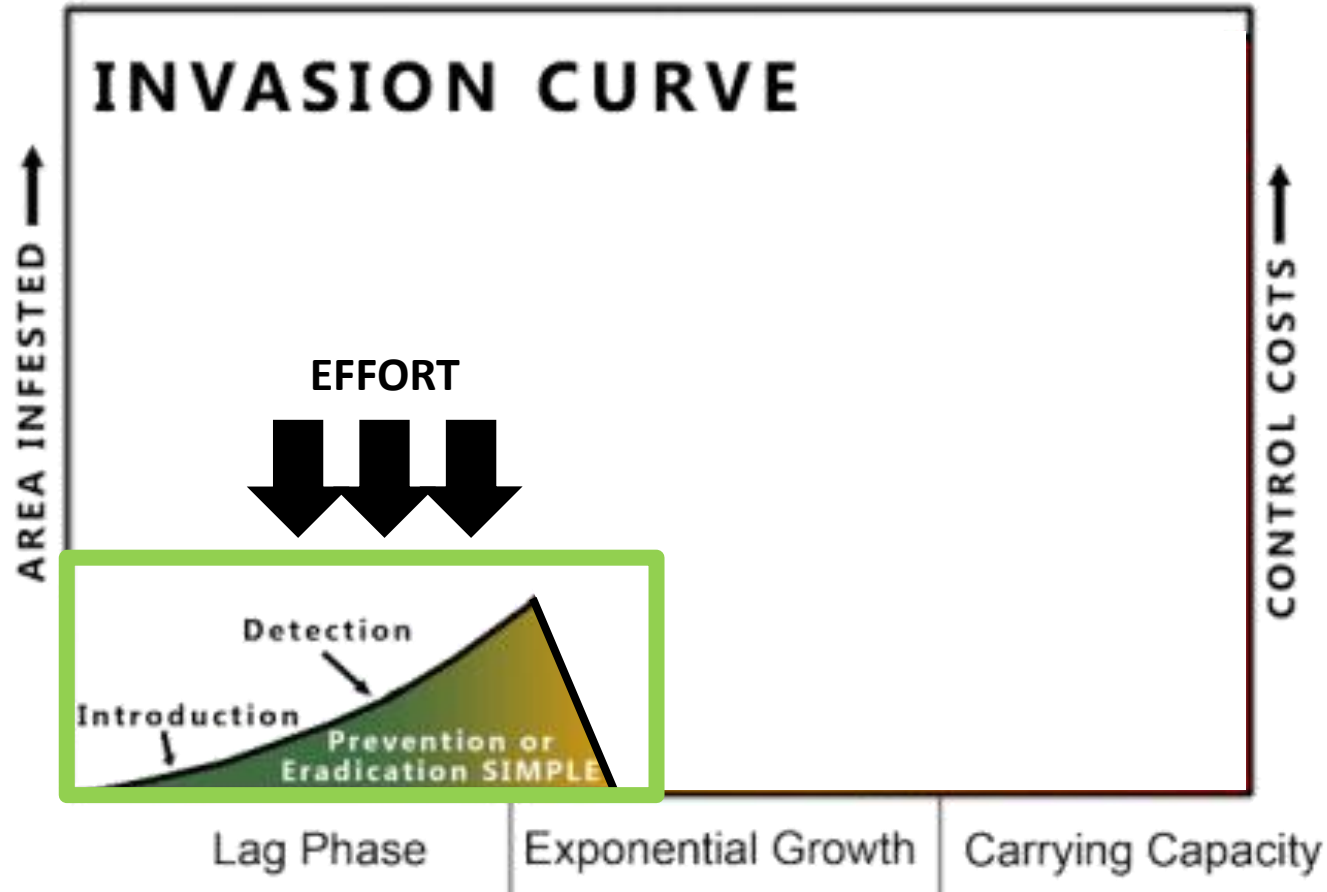 INVASION CURVE
AREA INFESTED
EFFORT
CONTROL COSTS
Detection
Introduction
Prevention or
Eradication SIMPLE
Lag Phase
Exponential Growth
Carrying Capacity